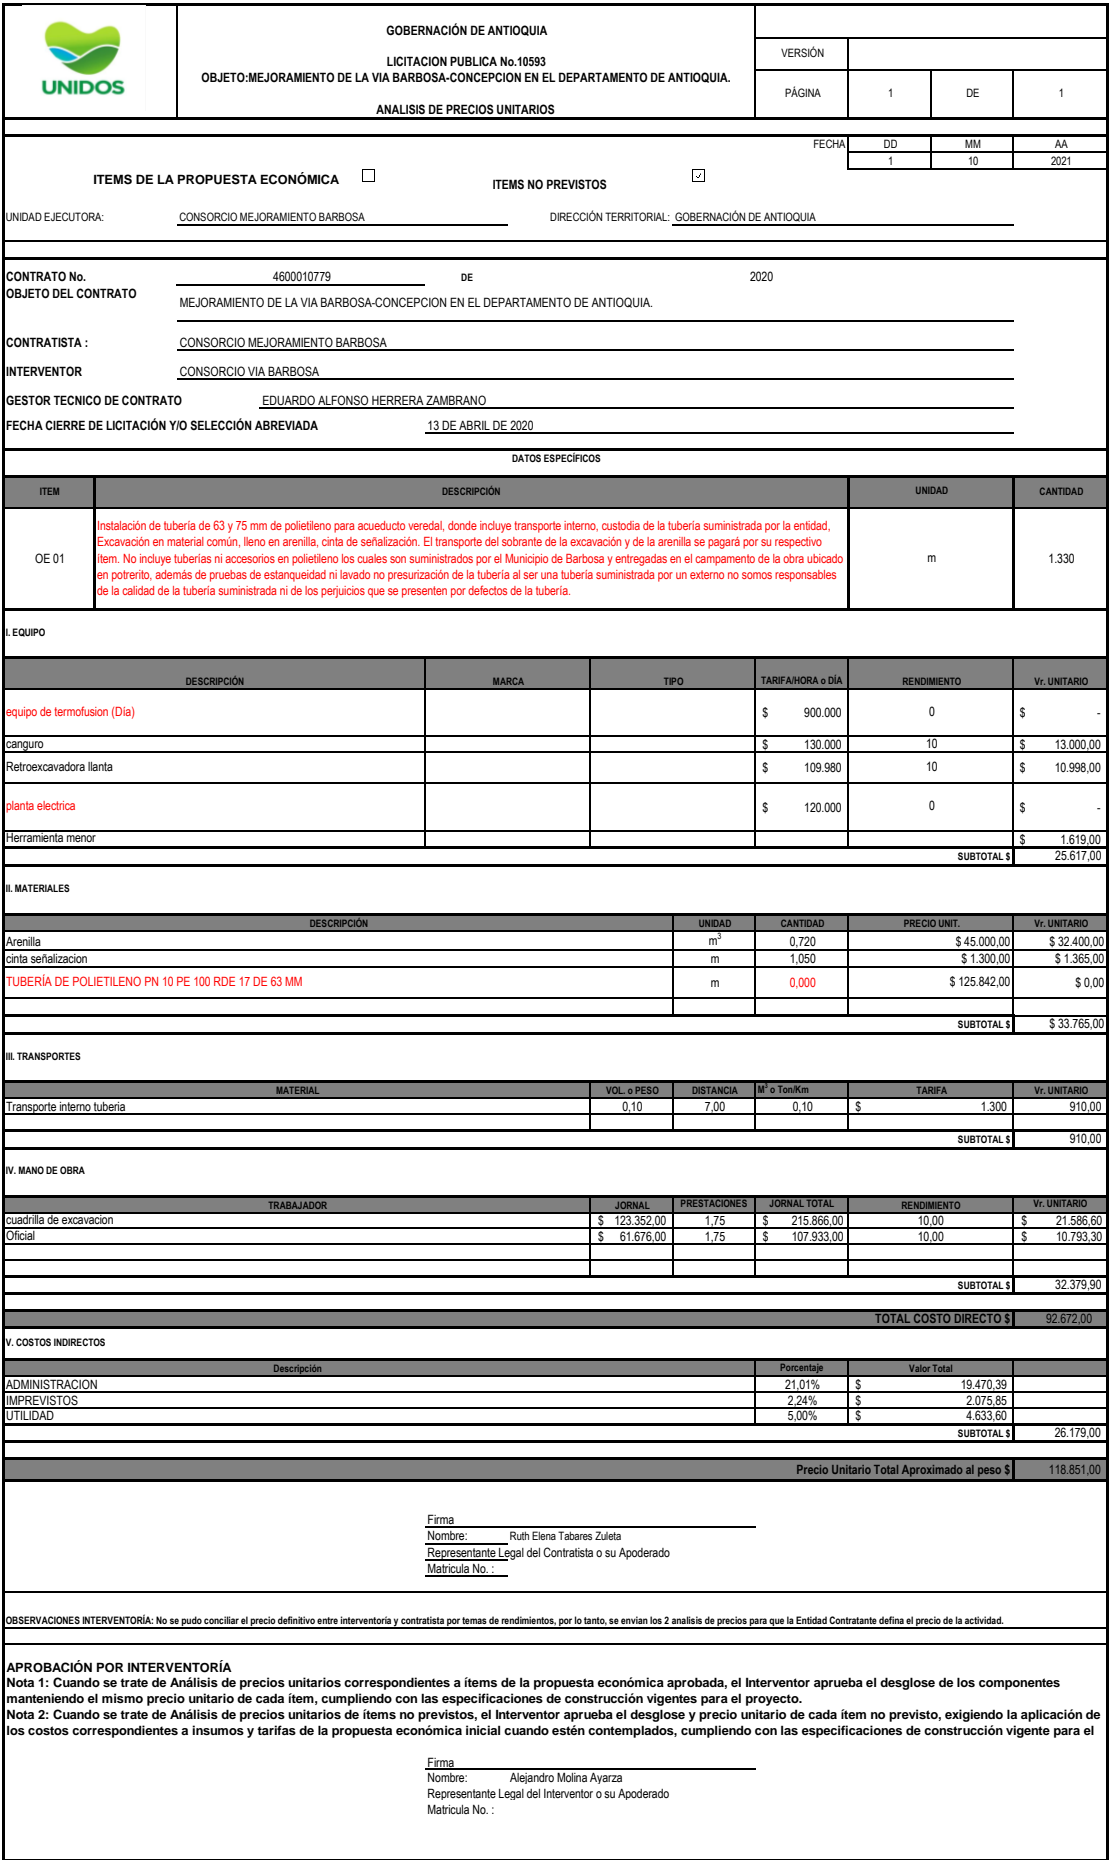 UNIDOS
GOBERNACIÓN DE ANTIOQUIA
LICITACION PUBLICA No.10593
OBJETO:MEJORAMIENTO DE LA VIA BARBOSA-CONCEPCION EN EL DEPARTAMENTO DE ANTIOQUIA.
ANALISIS DE PRECIOS UNITARIOS
VERSIÓN
PÁGINA 1 DE 1
FECHA DD MM AA
1 10 2021
ITEMS DE LA PROPUESTA ECONÓMICA
ITEMS NO PREVISTOS
UNIDAD EJECUTORA: CONSORCIO MEJORAMIENTO BARBOSA DIRECCIÓN TERRITORIAL: GOBERNACIÓN DE ANTIOQUIA
CONTRATO No. 4600010779 DE 2020
OBJETO DEL CONTRATO
MEJORAMIENTO DE LA VIA BARBOSA-CONCEPCION EN EL DEPARTAMENTO DE ANTIOQUIA.
CONTRATISTA : CONSORCIO MEJORAMIENTO BARBOSA
INTERVENTOR CONSORCIO VIA BARBOSA
GESTOR TECNICO DE CONTRATO EDUARDO ALFONSO HERRERA ZAMBRANO
FECHA CIERRE DE LICITACIÓN Y/O SELECCIÓN ABREVIADA 13 DE ABRIL DE 2020
DATOS ESPECÍFICOS
ITEM DESCRIPCIÓN UNIDAD CANTIDAD
Instalación de tubería de 63 y 75 mm de polietileno para acueducto veredal, donde incluye transporte interno, custodia de la tubería suministrada por la entidad,
Excavación en material común, lleno en arenilla, cinta de señalización. El transporte del sobrante de la excavación y de la arenilla se pagará por su respectivo
ítem. No incluye tuberías ni accesorios en polietileno los cuales son suministrados por el Municipio de Barbosa y entregadas en el campamento de la obra ubicado
en potrerito, además de pruebas de estanqueidad ni lavado no presurización de la tubería al ser una tubería suministrada por un externo no somos responsables
de la calidad de la tubería suministrada ni de los perjuicios que se presenten por defectos de la tubería.
OE 01 m 1.330
I. EQUIPO
DESCRIPCIÓN MARCA TIPO TARIFA/HORA o DÍA RENDIMIENTO Vr. UNITARIO
equipo de termofusion (Día) $ 900.000 0 $ -
canguro $ 130.000 10 $ 13.000,00
Retroexcavadora llanta $ 109.980 10 $ 10.998,00
planta electrica $ 120.000 0 $ -
Herramienta menor $ 1.619,00
SUBTOTAL $ 25.617,00
II. MATERIALES
DESCRIPCIÓN UNIDAD CANTIDAD PRECIO UNIT. Vr. UNITARIO
Arenilla m3 0,720 $ 45.000,00 $ 32.400,00
cinta señalizacion m 1,050 $ 1.300,00 $ 1.365,00
TUBERÍA DE POLIETILENO PN 10 PE 100 RDE 17 DE 63 MM m 0,000 $ 125.842,00 $ 0,00
SUBTOTAL $ $ 33.765,00
III. TRANSPORTES
MATERIAL VOL. o PESO DISTANCIA M3 o Ton/Km TARIFA Vr. UNITARIO
Transporte interno tuberia 0,10 7,00 0,10 $ 1.300 910,00
SUBTOTAL $ 910,00
IV. MANO DE OBRA
TRABAJADOR JORNAL PRESTACIONES JORNAL TOTAL RENDIMIENTO Vr. UNITARIO
cuadrilla de excavacion $ 123.352,00 1,75 $ 215.866,00 10,00 $ 21.586,60
Oficial $ 61.676,00 1,75 $ 107.933,00 10,00 $ 10.793,30
SUBTOTAL $ 32.379,90
TOTAL COSTO DIRECTO $ 92.672,00
V. COSTOS INDIRECTOS
Descripción Porcentaje Valor Total
ADMINISTRACION 21,01% $ 19.470,39
IMPREVISTOS 2,24% $ 2.075,85
UTILIDAD 5,00% $ 4.633,60
SUBTOTAL $ 26.179,00
Precio Unitario Total Aproximado al peso $ 118.851,00
Firma
Nombre: Ruth Elena Tabares Zuleta
Representante Legal del Contratista o su Apoderado
Matricula No. :
OBSERVACIONES INTERVENTORÍA: No se pudo conciliar el precio definitivo entre interventoría y contratista por temas de rendimientos, por lo tanto, se envian los 2 analisis de precios para que la Entidad Contratante defina el precio de la actividad.
APROBACIÓN POR INTERVENTORÍA
Nota 1: Cuando se trate de Análisis de precios unitarios correspondientes a ítems de la propuesta económica aprobada, el Interventor aprueba el desglose de los componentes
manteniendo el mismo precio unitario de cada ítem, cumpliendo con las especificaciones de construcción vigentes para el proyecto.
Nota 2: Cuando se trate de Análisis de precios unitarios de ítems no previstos, el Interventor aprueba el desglose y precio unitario de cada ítem no previsto, exigiendo la aplicación de
los costos correspondientes a insumos y tarifas de la propuesta económica inicial cuando estén contemplados, cumpliendo con las especificaciones de construcción vigente para el
Firma
Nombre: Alejandro Molina Ayarza
Representante Legal del Interventor o su Apoderado
Matricula No. :